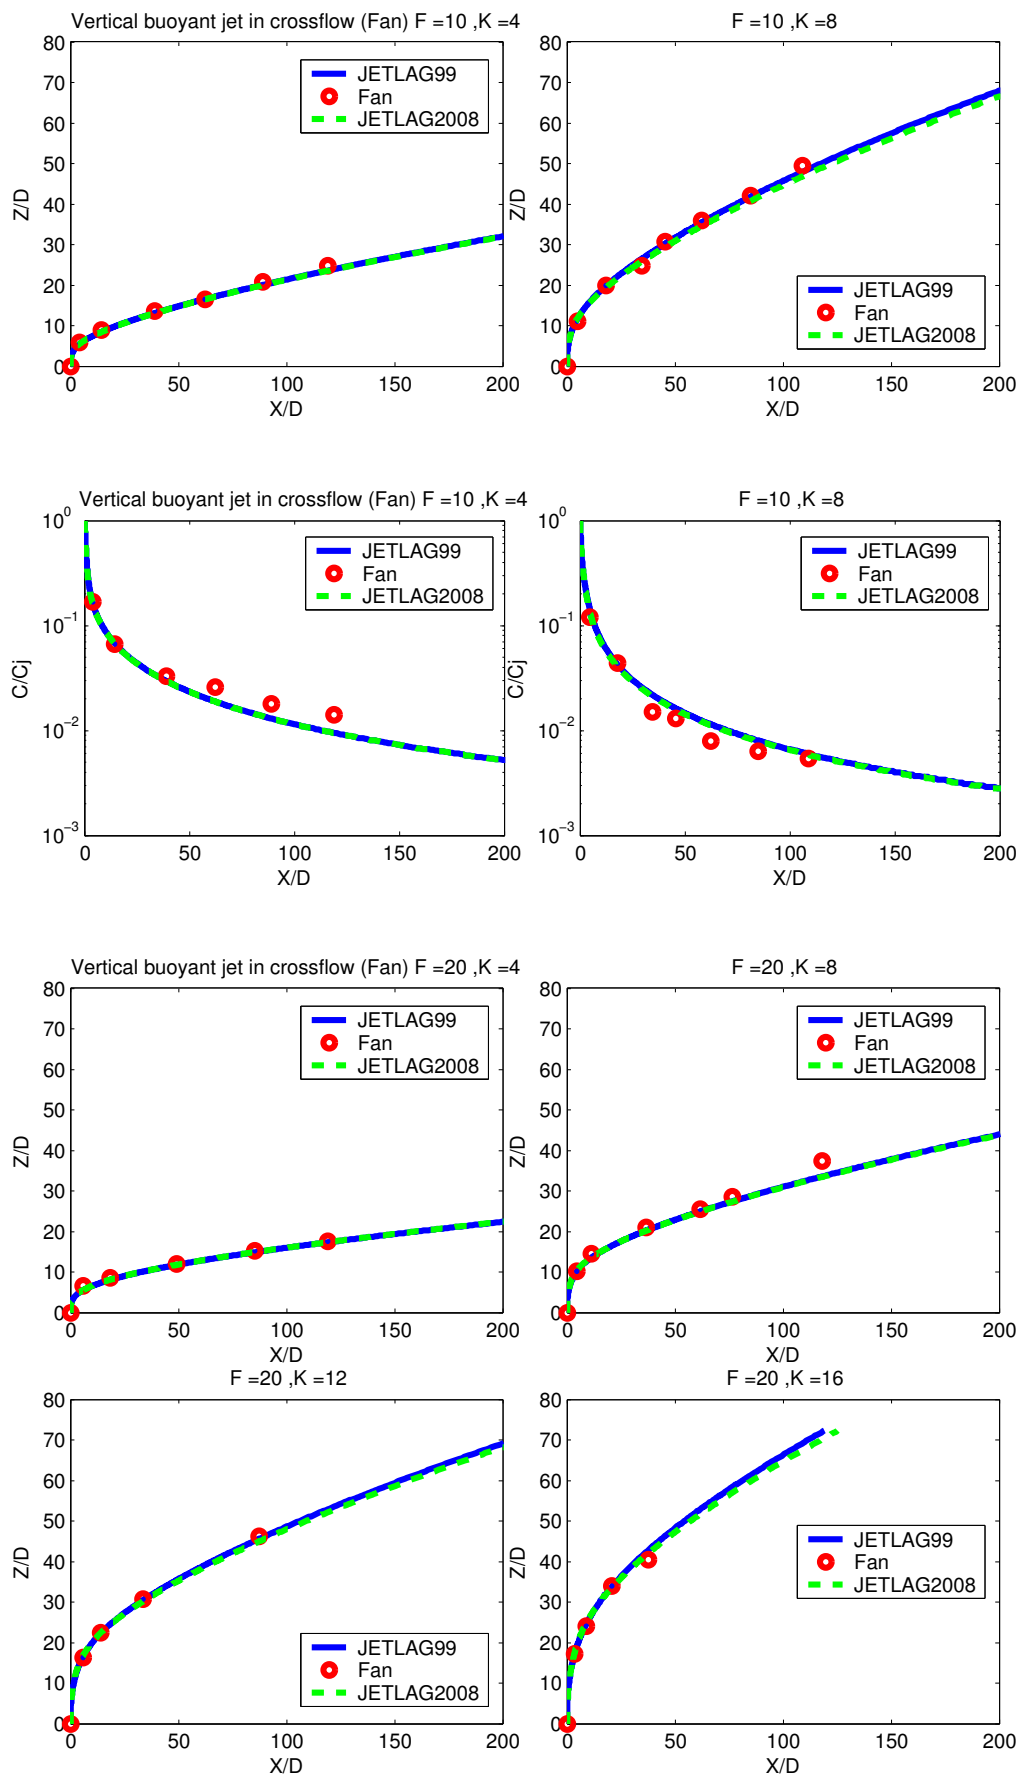 Vertical buoyant jet in crossflow (Fan) F =10 ,K =4
Z/D
80
70
60
50
40
30
20
10
0
JETLAG99
Fan
JETLAG2008
0 50 100 150 200
X/D
F =10 ,K =8
Z/D
80
70
60
50
40
30
20
10
0
JETLAG99
Fan
JETLAG2008
0 50 100 150 200
X/D
Vertical buoyant jet in crossflow (Fan) F =10 ,K =4
C/Cj
10^0
10^-1
10^-2
10^-3
JETLAG99
Fan
JETLAG2008
0 50 100 150 200
X/D
F =10 ,K =8
C/Cj
10^0
10^-1
10^-2
10^-3
JETLAG99
Fan
JETLAG2008
0 50 100 150 200
X/D
Vertical buoyant jet in crossflow (Fan) F =20 ,K =4
Z/D
80
70
60
50
40
30
20
10
0
JETLAG99
Fan
JETLAG2008
0 50 100 150 200
X/D
F =20 ,K =8
Z/D
80
70
60
50
40
30
20
10
0
JETLAG99
Fan
JETLAG2008
0 50 100 150 200
X/D
F =20 ,K =12
Z/D
80
70
60
50
40
30
20
10
0
JETLAG99
Fan
JETLAG2008
0 50 100 150 200
X/D
F =20 ,K =16
Z/D
80
70
60
50
40
30
20
10
0
JETLAG99
Fan
JETLAG2008
0 50 100 150 200
X/D